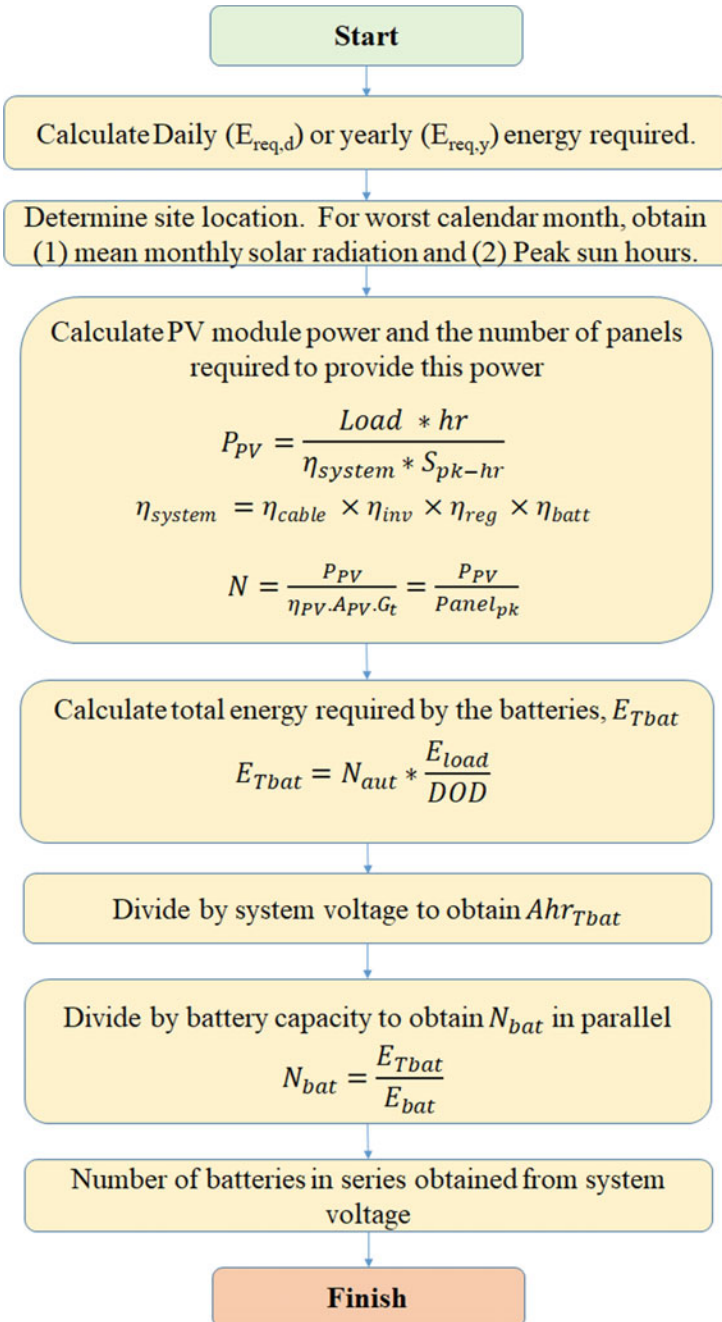 Start
Calculate Daily (E_req,d) or yearly (E_req,y) energy required.
Determine site location. For worst calendar month, obtain
(1) mean monthly solar radiation and (2) Peak sun hours.
Calculate PV module power and the number of panels
required to provide this power
P_PV = (Load * hr) / (η_system * S_pk-hr)
η_system = η_cable × η_inv × η_reg × η_batt
N = P_PV / (η_PV.A_PV.G_t) = P_PV / Panel_pk
Calculate total energy required by the batteries, E_Tbat
E_Tbat = N_aut * E_load / DOD
Divide by system voltage to obtain Ahr_Tbat
Divide by battery capacity to obtain N_bat in parallel
N_bat = E_Tbat / E_bat
Number of batteries in series obtained from system
voltage
Finish